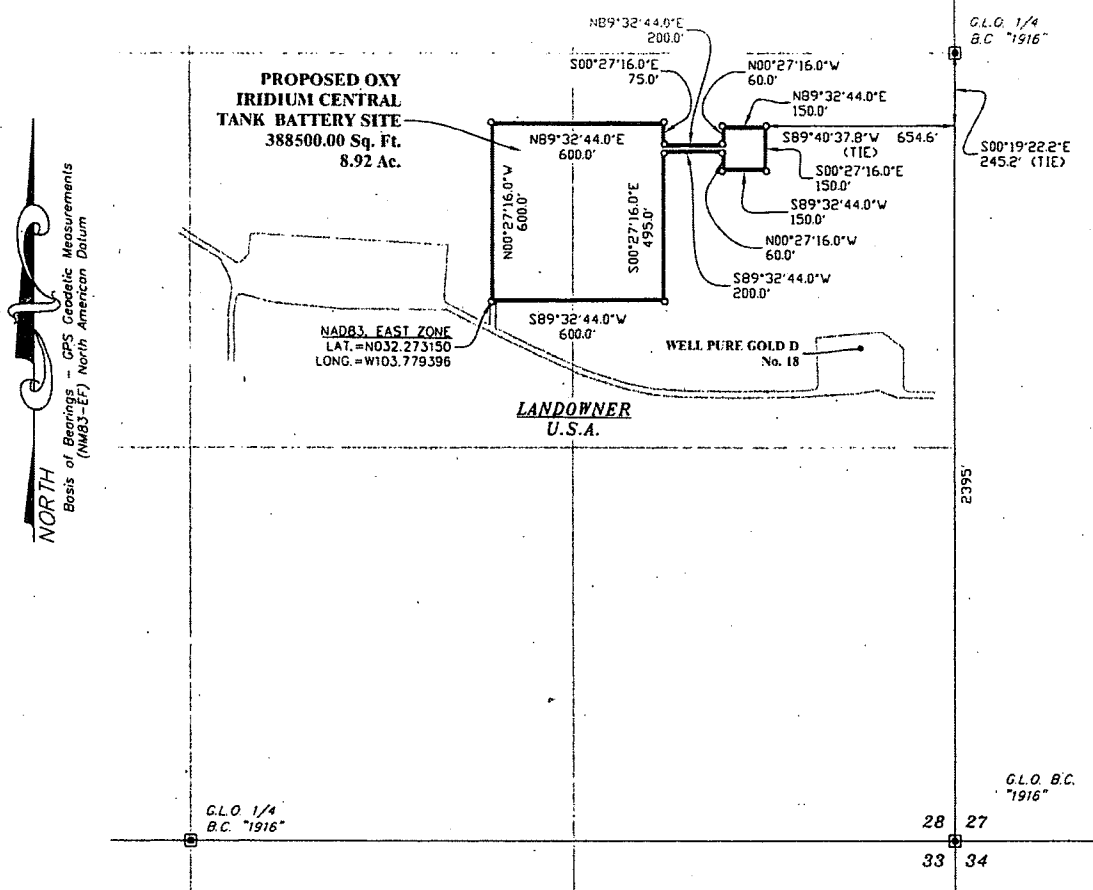 G.L.O. 1/4
B.C "1916"
N89°32'44.0"E
200.0'
S00°27'16.0"E
75.0'
N00°27'16.0"W
60.0'
N89°32'44.0"E
150.0'
PROPOSED OXY
IRIDIUM CENTRAL
TANK BATTERY SITE
388500.00 Sq. Ft.
8.92 Ac.
N89°32'44.0"E
600.0'
S89°40'37.8"W 654.6'
(TIE)
S00°19'22.2"E
245.2' (TIE)
S00°27'16.0"E
150.0'
S89°32'44.0"W
150.0'
N00°27'16.0"W
600.0'
S00°27'16.0"E
495.0'
N00°27'16.0"W
60.0'
S89°32'44.0"W
200.0'
S89°32'44.0"W
600.0'
NAD83, EAST ZONE
LAT.=N032.273150
LONG.=W103.779396
WELL PURE GOLD D
No. 18
LANDOWNER
U.S.A.
NORTH
Basis of Bearings - GPS Geodetic Measurements
(NM83-EF) North American Datum
2395'
G.L.O. 1/4
B.C. "1916"
G.L.O. B.C.
"1916"
28 27
33 34